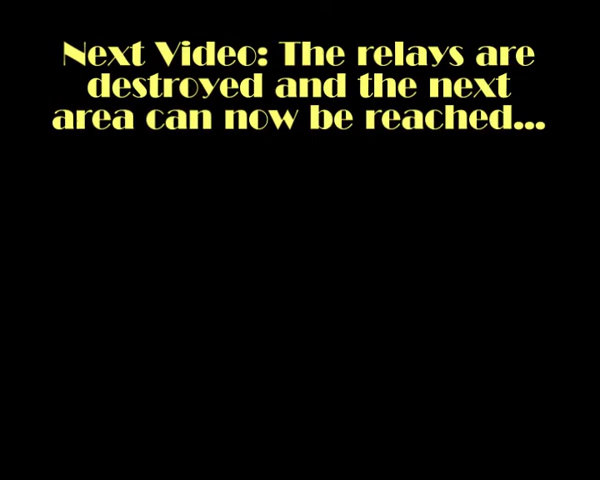 Next Video: The relays are
destroyed and the next
area can now be reached...